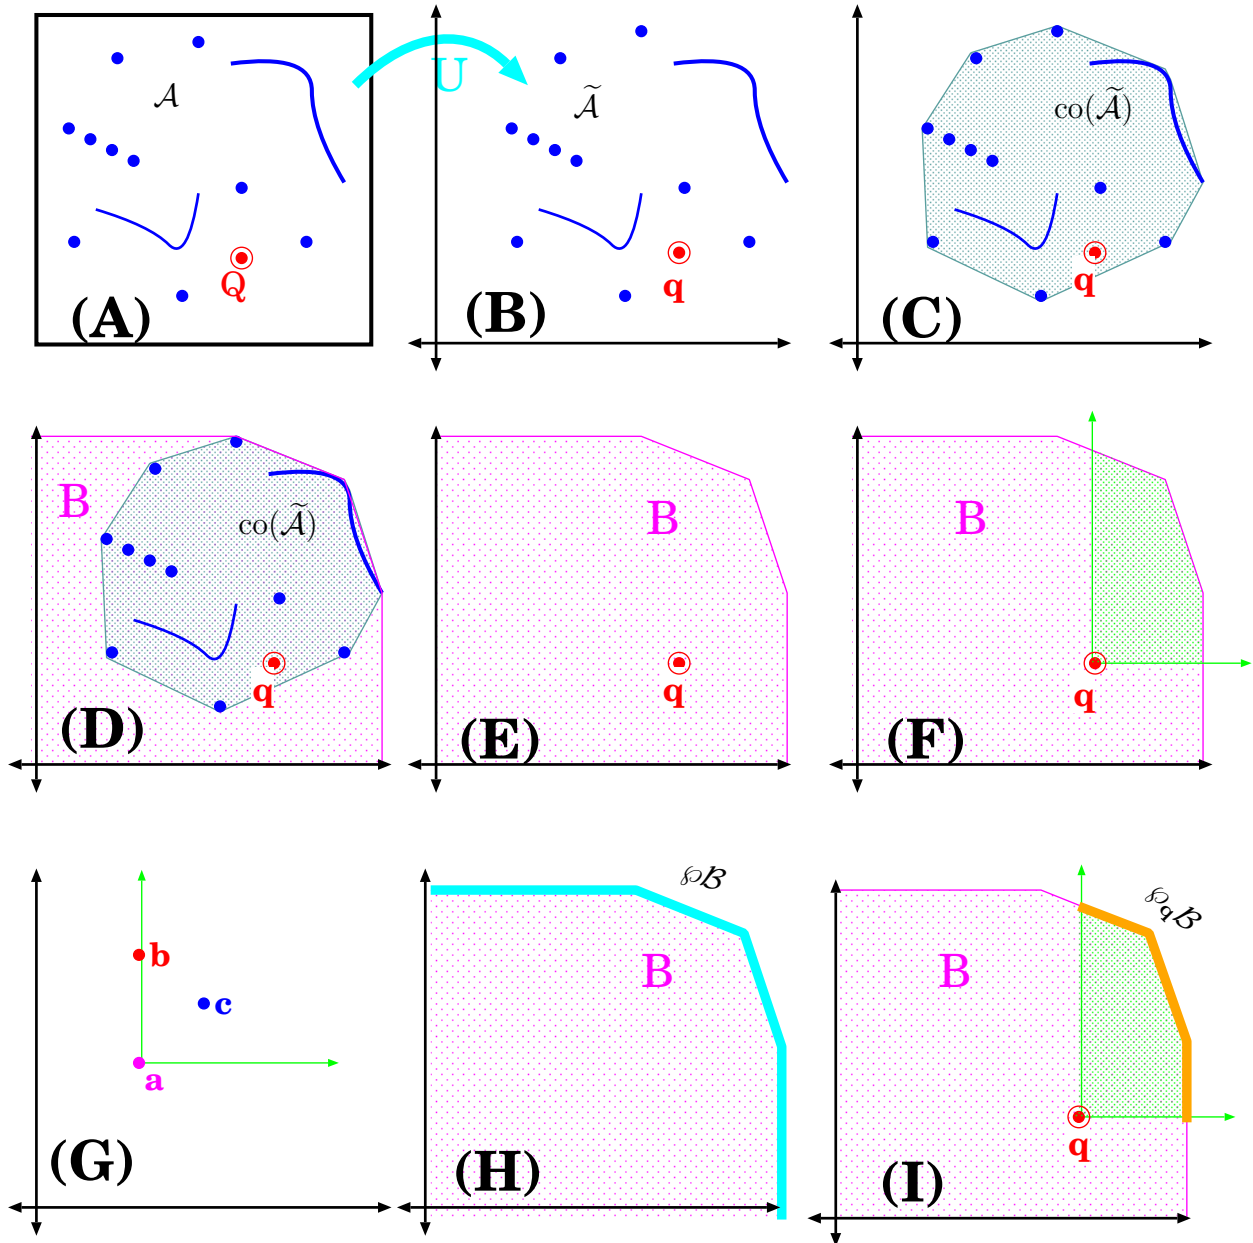 𝒜
U
𝒜̃
co(𝒜̃)
Q
q
q
(A)
(B)
(C)
B
co(𝒜̃)
B
B
q
q
q
(D)
(E)
(F)
℘B
℘qB
b
c
B
B
a
q
(G)
(H)
(I)